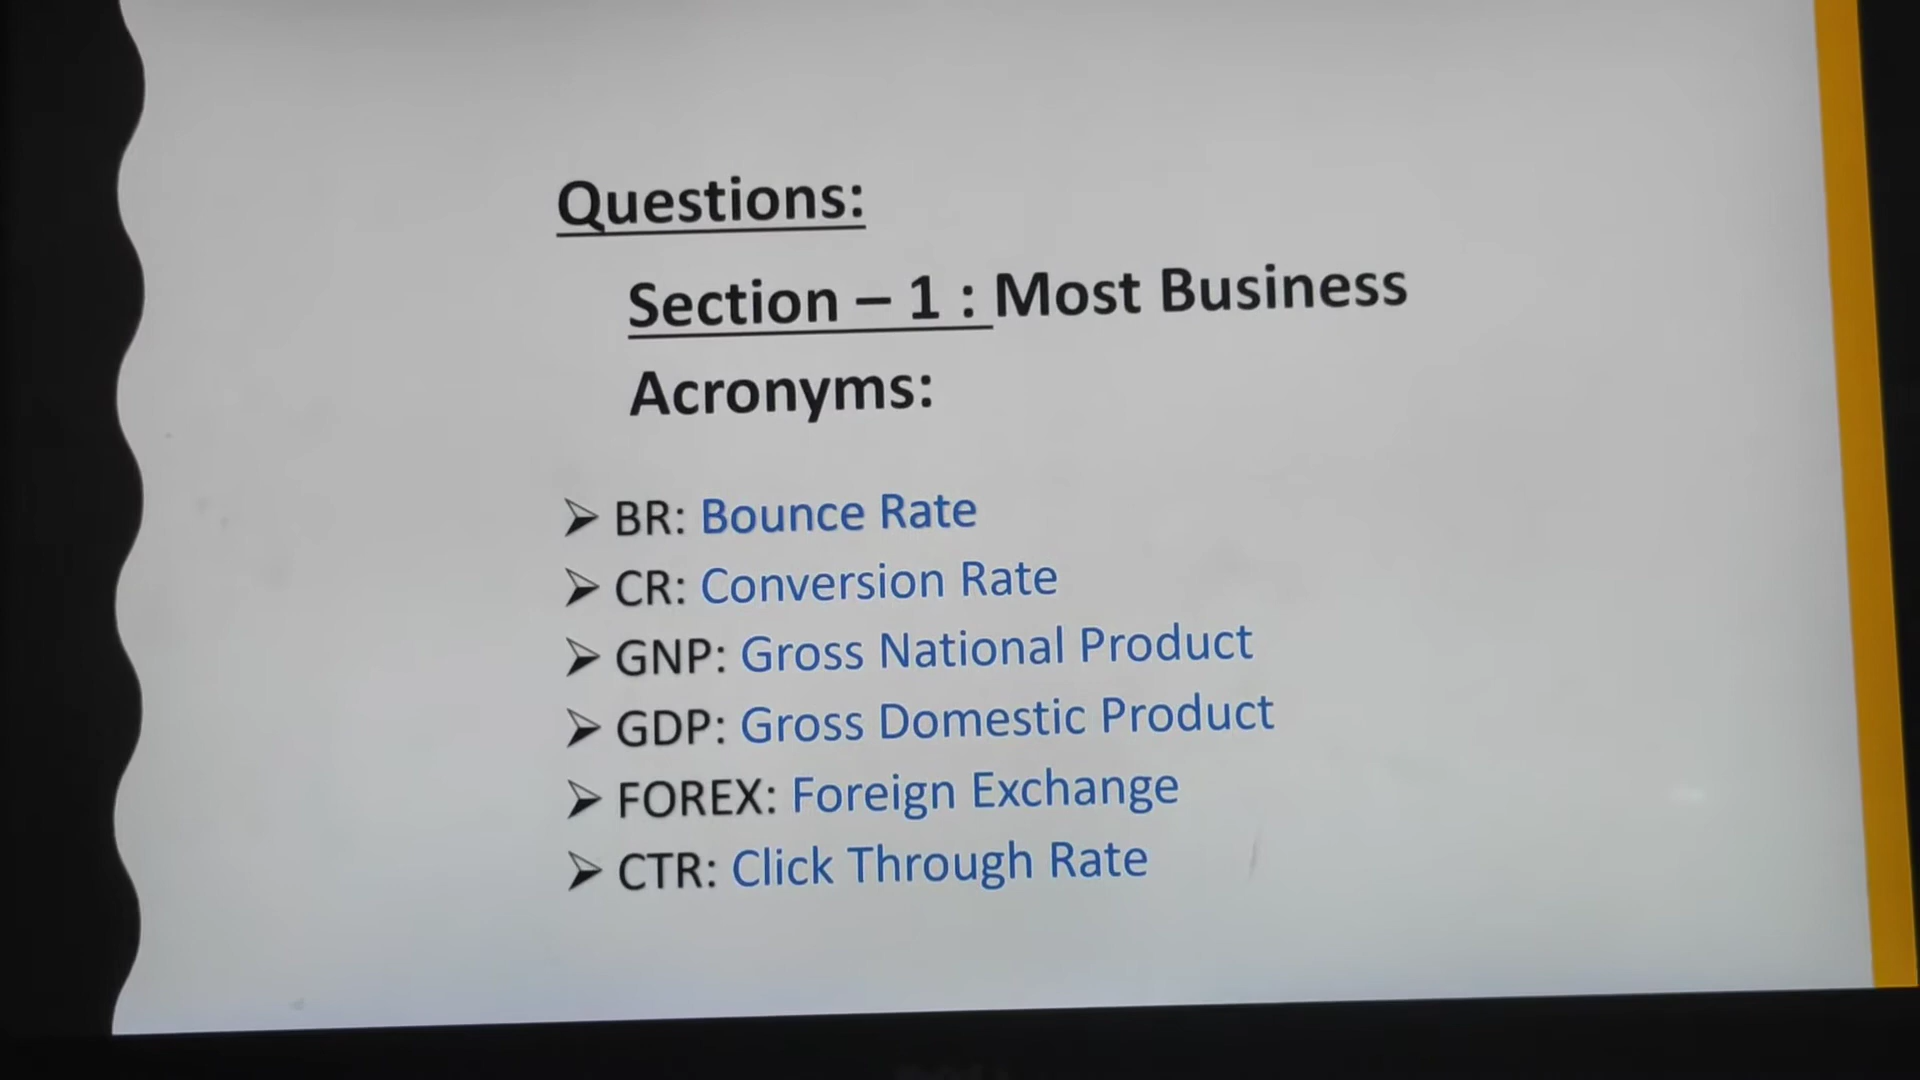 Questions:
Section – 1 : Most Business
Acronyms:
➢ BR: Bounce Rate
➢ CR: Conversion Rate
➢ GNP: Gross National Product
➢ GDP: Gross Domestic Product
➢ FOREX: Foreign Exchange
➢ CTR: Click Through Rate